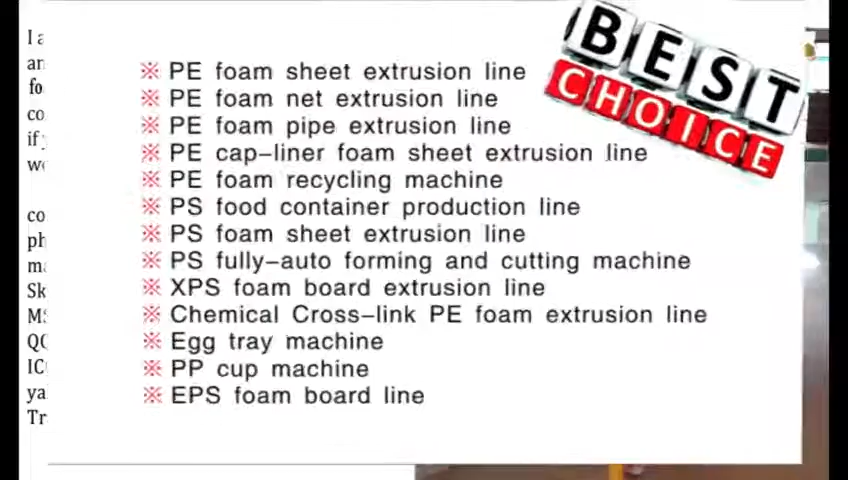 BEST
CHOICE
※ PE foam sheet extrusion line
※ PE foam net extrusion line
※ PE foam pipe extrusion line
※ PE cap-liner foam sheet extrusion line
※ PE foam recycling machine
※ PS food container production line
※ PS foam sheet extrusion line
※ PS fully-auto forming and cutting machine
※ XPS foam board extrusion line
※ Chemical Cross-link PE foam extrusion line
※ Egg tray machine
※ PP cup machine
※ EPS foam board line